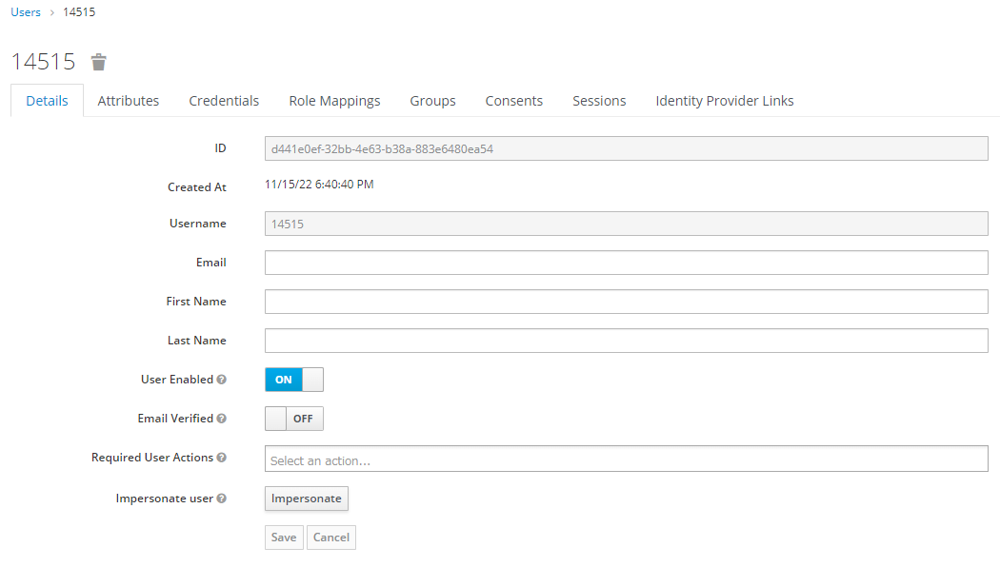 Users > 14515
14515
Details Attributes Credentials Role Mappings Groups Consents Sessions Identity Provider Links
ID d441e0ef-32bb-4e63-b38a-883e6480ea54
Created At 11/15/22 6:40:40 PM
Username 14515
Email
First Name
Last Name
User Enabled ON
Email Verified OFF
Required User Actions Select an action...
Impersonate user Impersonate
Save Cancel